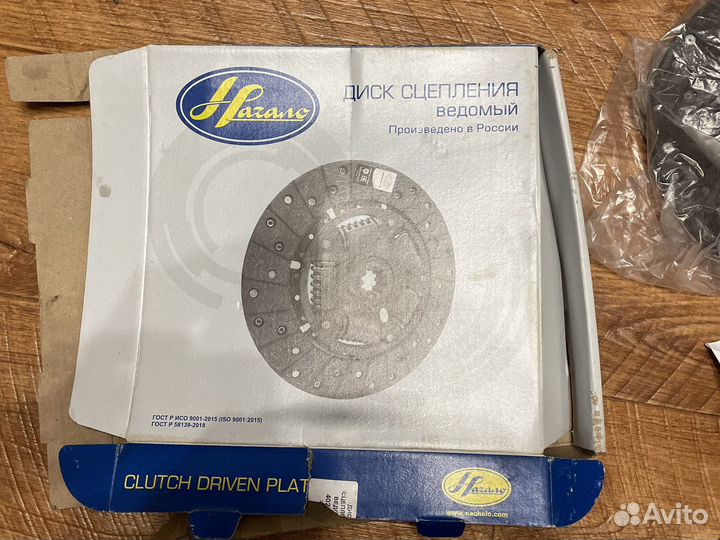 Начало
ДИСК СЦЕПЛЕНИЯ
ведомый
Произведено в России
ГОСТ Р ИСО 9001-2015 (ISO 9001:2015)
ГОСТ Р 58139-2018
CLUTCH DRIVEN PLAT
Начало
www.nachalo.com
Avito